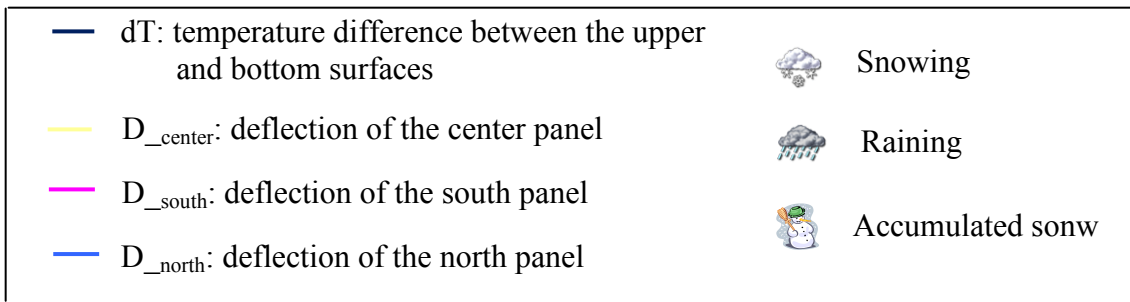 dT: temperature difference between the upper
and bottom surfaces
D_center: deflection of the center panel
D_south: deflection of the south panel
D_north: deflection of the north panel
Snowing
Raining
Accumulated sonw